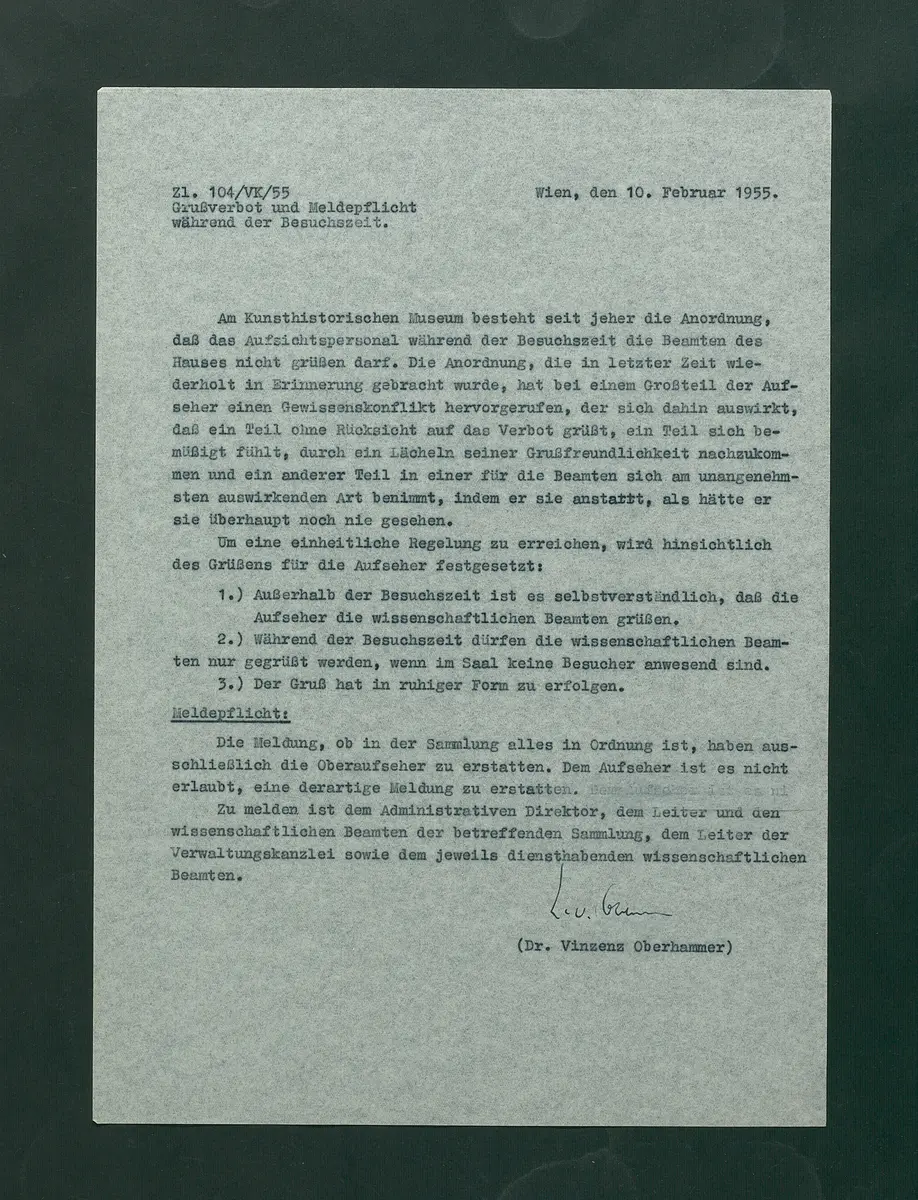 Zl. 104/VK/55
Wien, den 10. Februar 1955.
Grußverbot und Meldepflicht
während der Besuchszeit.
Am Kunsthistorischen Museum besteht seit jeher die Anordnung,
daß das Aufsichtspersonal während der Besuchszeit die Beamten des
Hauses nicht grüßen darf. Die Anordnung, die in letzter Zeit wie-
derholt in Erinnerung gebracht wurde, hat bei einem Großteil der Auf-
seher einen Gewissenskonflikt hervorgerufen, der sich dahin auswirkt,
daß ein Teil ohne Rücksicht auf das Verbot grüßt, ein Teil sich be-
müßigt fühlt, durch ein Lächeln seiner Grußfreundlichkeit nachzukom-
men und ein anderer Teil in einer für die Beamten sich am unangenehm-
sten auswirkenden Art benimmt, indem er sie anstarrt, als hätte er
sie überhaupt noch nie gesehen.
Um eine einheitliche Regelung zu erreichen, wird hinsichtlich
des Grüßens für die Aufseher festgesetzt:
1.) Außerhalb der Besuchszeit ist es selbstverständlich, daß die
Aufseher die wissenschaftlichen Beamten grüßen.
2.) Während der Besuchszeit dürfen die wissenschaftlichen Beam-
ten nur gegrüßt werden, wenn im Saal keine Besucher anwesend sind.
3.) Der Gruß hat in ruhiger Form zu erfolgen.
Meldepflicht:
Die Meldung, ob in der Sammlung alles in Ordnung ist, haben aus-
schließlich die Oberaufseher zu erstatten. Dem Aufseher ist es nicht
erlaubt, eine derartige Meldung zu erstatten.
Zu melden ist dem Administrativen Direktor, dem Leiter und den
wissenschaftlichen Beamten der betreffenden Sammlung, dem Leiter der
Verwaltungskanzlei sowie dem jeweils diensthabenden wissenschaftlichen
Beamten.
(Dr. Vinzenz Oberhammer)